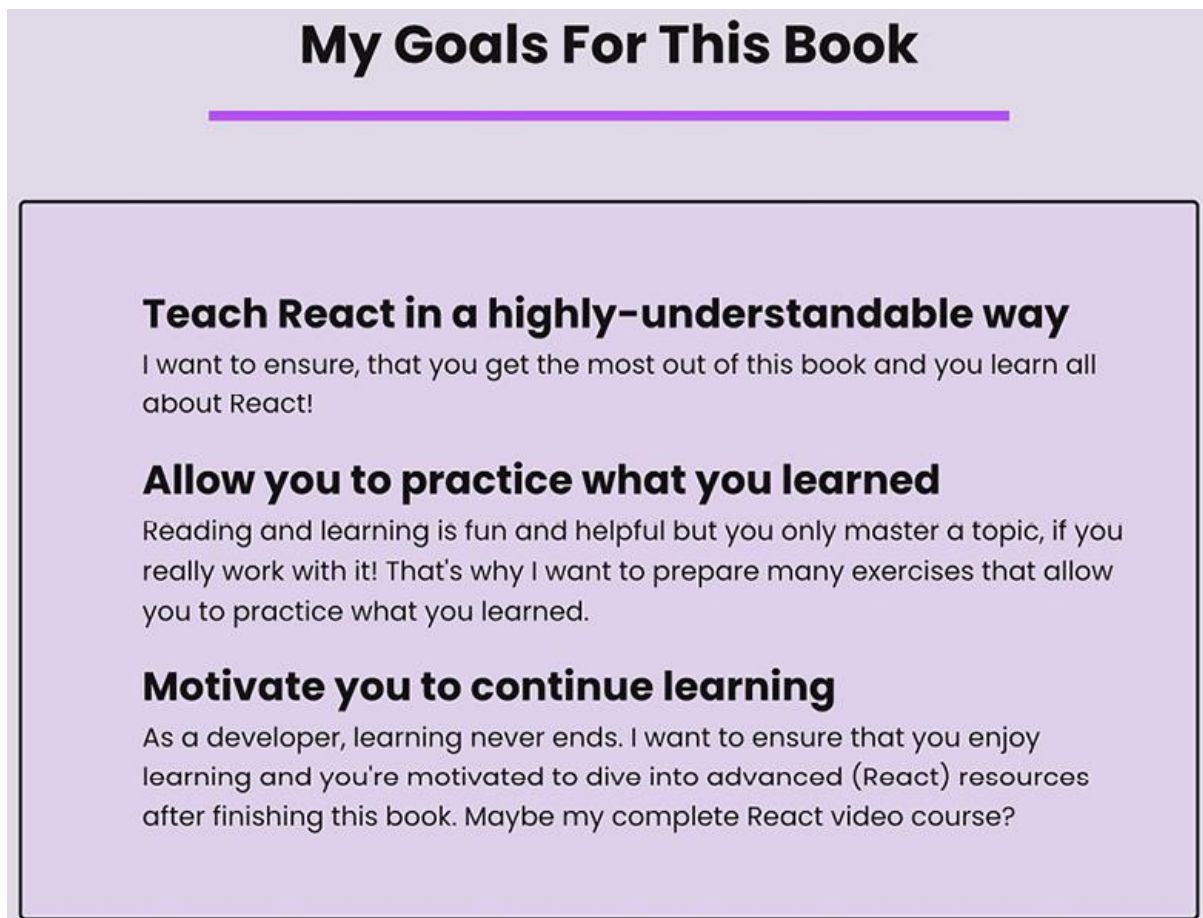 My Goals For This Book
Teach React in a highly-understandable way
I want to ensure, that you get the most out of this book and you learn all
about React!
Allow you to practice what you learned
Reading and learning is fun and helpful but you only master a topic, if you
really work with it! That's why I want to prepare many exercises that allow
you to practice what you learned.
Motivate you to continue learning
As a developer, learning never ends. I want to ensure that you enjoy
learning and you're motivated to dive into advanced (React) resources
after finishing this book. Maybe my complete React video course?